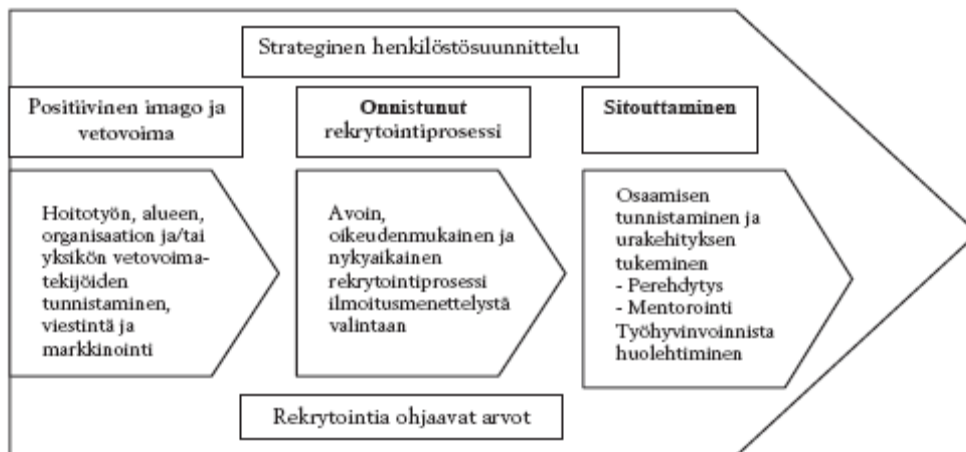 Strateginen henkilöstösuunnittelu
Positiivinen imago ja
vetovoima
Onnistunut
rekrytointiprosessi
Sitouttaminen
Hoitotyön, alueen,
organisaation ja/tai
yksikön vetovoima-
tekijöiden
tunnistaminen,
viestintä ja
markkinointi
Avoin,
oikeudenmukainen ja
nykyaikainen
rekrytointiprosessi
ilmoitusmenettelystä
valintaan
Osaamisen
tunnistaminen ja
urakehityksen
tukeminen
- Perehdytys
- Mentorointi
Työhyvinvoinnista
huolehtiminen
Rekrytointia ohjaavat arvot